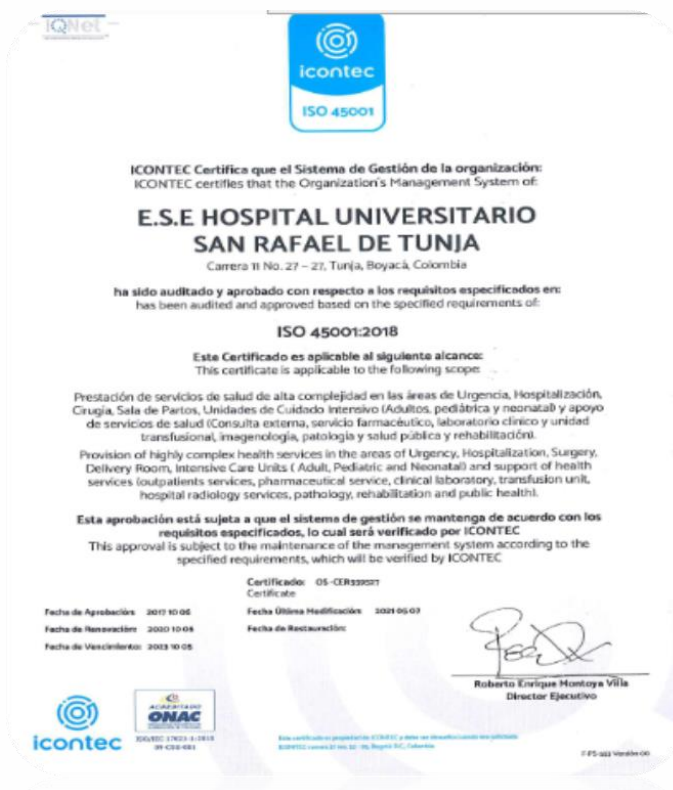 IQNet
icontec
ISO 45001
ICONTEC Certifica que el Sistema de Gestión de la organización:
ICONTEC certifies that the Organization's Management System of:
E.S.E HOSPITAL UNIVERSITARIO
SAN RAFAEL DE TUNJA
Carrera 11 No. 27 – 27, Tunja, Boyacá, Colombia
ha sido auditado y aprobado con respecto a los requisitos especificados en:
has been audited and approved based on the specified requirements of:
ISO 45001:2018
Este Certificado es aplicable al siguiente alcance:
This certificate is applicable to the following scope:
Prestación de servicios de salud de alta complejidad en las áreas de Urgencia, Hospitalización,
Cirugía, Sala de Partos, Unidades de Cuidado Intensivo (Adultos, pediátrica y neonatal) y apoyo
de servicios de salud (Consulta externa, servicio farmacéutico, laboratorio clínico y unidad
transfusional, imagenología, patología y salud pública y rehabilitación).
Provision of highly complex health services in the areas of Urgency, Hospitalization, Surgery,
Delivery Room, Intensive Care Units ( Adult, Pediatric and Neonatal) and support of health
services (outpatients services, pharmaceutical service, clinical laboratory, transfusion unit,
hospital radiology services, pathology, rehabilitation and public health).
Esta aprobación está sujeta a que el sistema de gestión se mantenga de acuerdo con los
requisitos especificados, lo cual será verificado por ICONTEC
This approval is subject to the maintenance of the management system according to the
specified requirements, which will be verified by ICONTEC
Certificado:
Certificate
Fecha de Aprobación: 2017 10 06
Fecha Última Modificación: 2021 05 07
Fecha de Renovación:
Fecha de Restauración:
Fecha de Vencimiento: 2023 10 05
Roberto Enrique Montoya Villa
Director Ejecutivo
icontec
ACREDITADO
ONAC